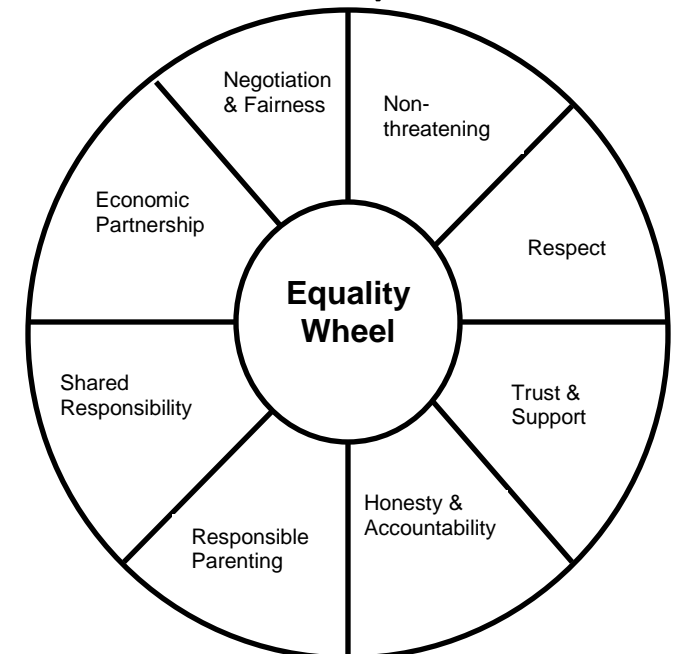 Negotiation
& Fairness
Non-
threatening
Economic
Partnership
Respect
Equality
Wheel
Shared
Responsibility
Trust &
Support
Honesty &
Accountability
Responsible
Parenting